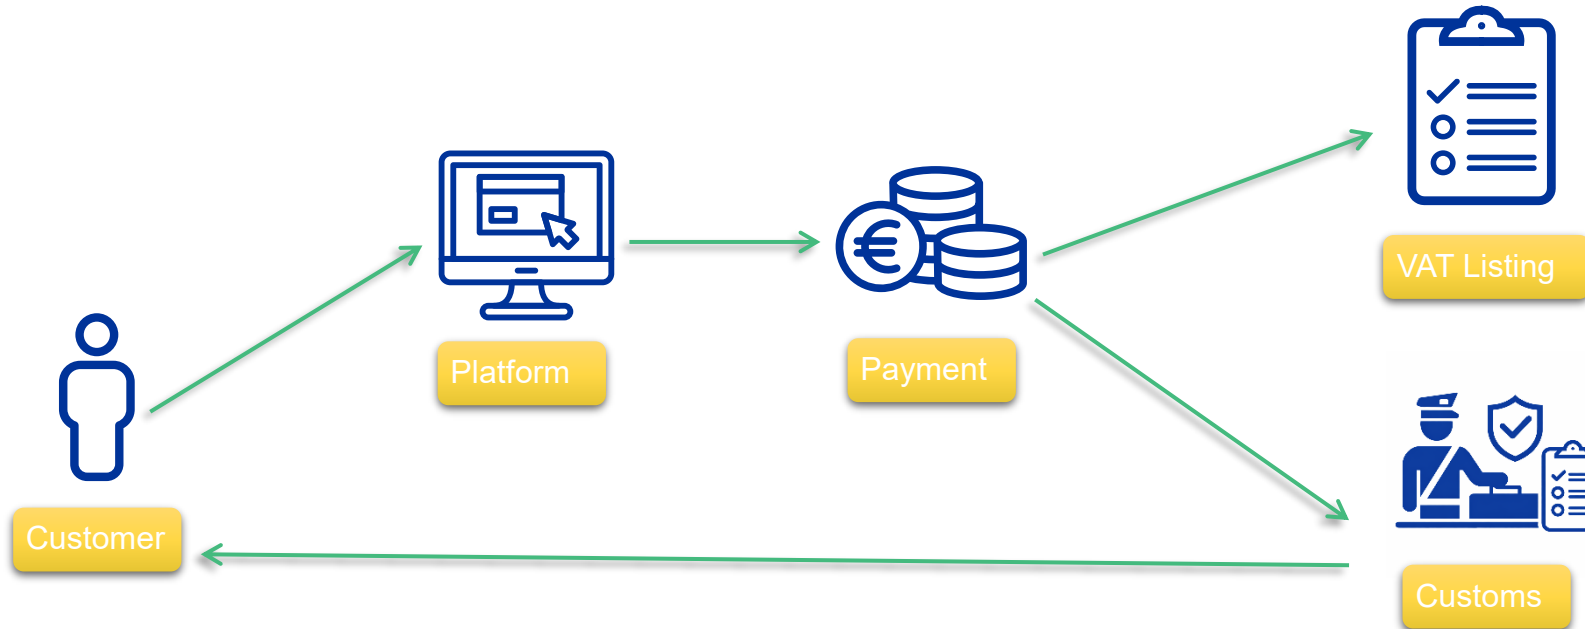 VAT Listing
Platform
Payment
Customer
Customs